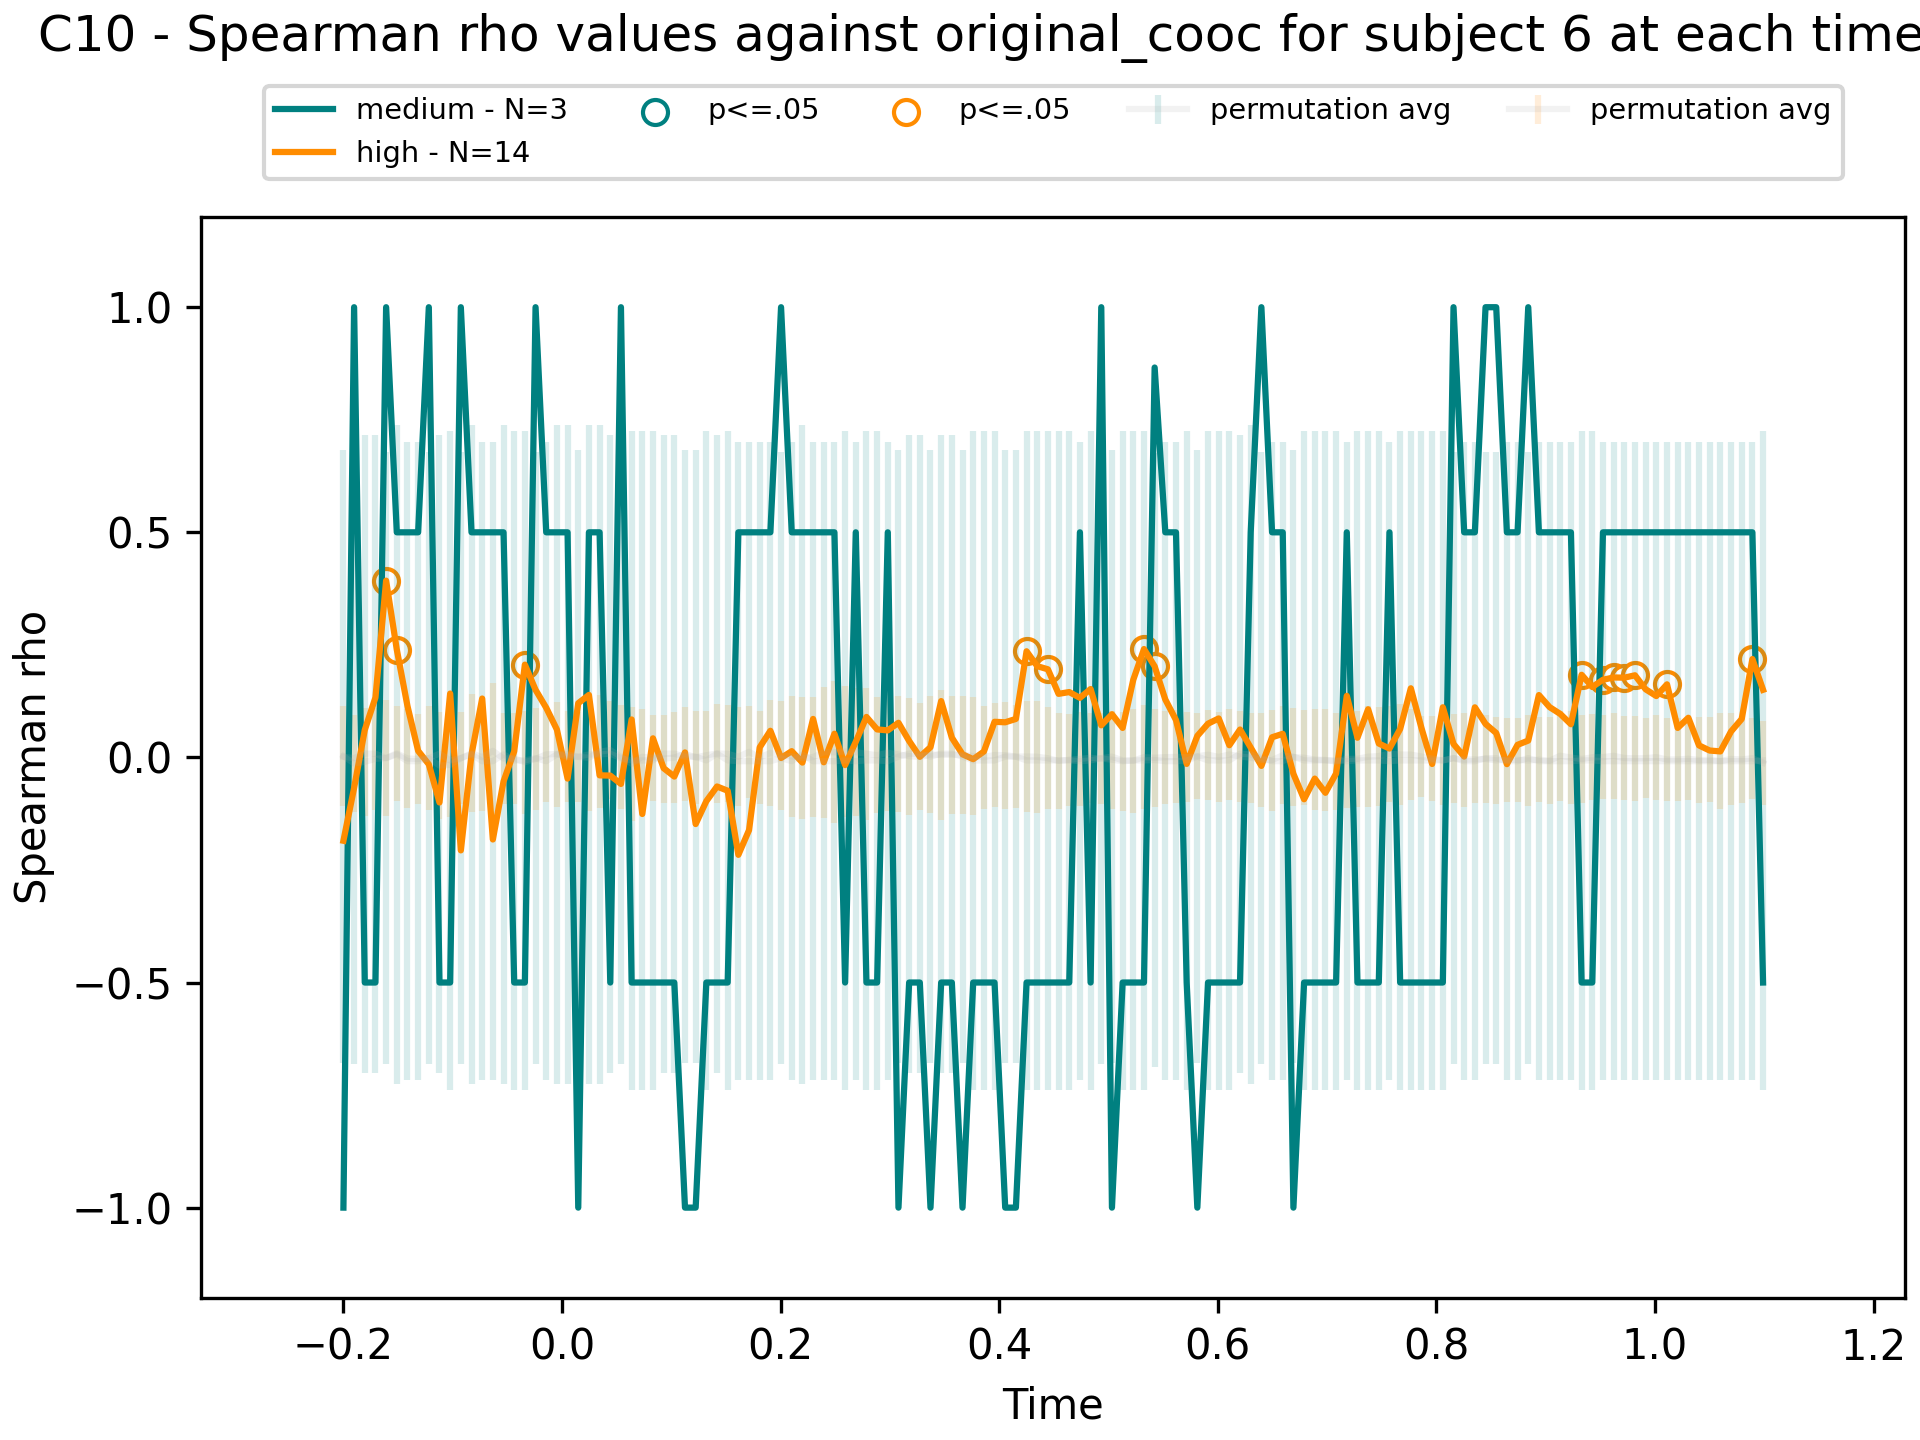 C10 - Spearman rho values against original_cooc for subject 6 at each time
medium - N=3
high - N=14
p<=.05
p<=.05
permutation avg
permutation avg
1.0
0.5
0.0
−0.5
−1.0
Spearman rho
−0.2 0.0 0.2 0.4 0.6 0.8 1.0 1.2
Time